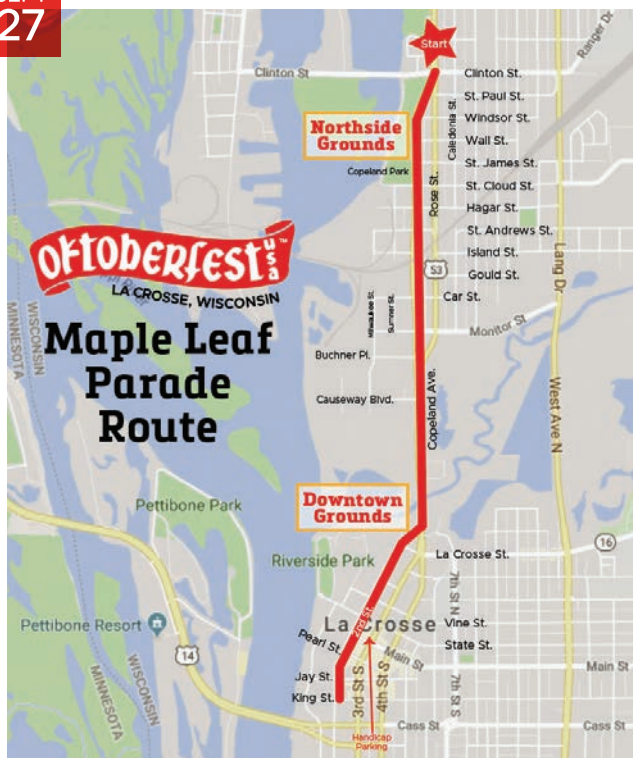 27
Start
Clinton St
Clinton St.
Ranger Dr
St. Paul St.
Caledonia St.
Northside
Grounds
Windsor St.
Wall St.
Copeland Park
St. James St.
Rose St.
St. Cloud St.
Hagar St.
St. Andrews St.
Island St.
Lang Dr
53
Gould St.
Car St.
Monitor St
OKTOBERFEST USA™
LA CROSSE, WISCONSIN
MINNESOTA
WISCONSIN
Maple Leaf
Parade
Route
Milwaukee St.
Sumner St.
Buchner Pl.
Causeway Blvd.
Copeland Ave.
West Ave N
Downtown
Grounds
Pettibone Park
Riverside Park
La Crosse St.
16
7th St N
Pettibone Resort
2nd St.
La Crosse
Vine St.
State St.
Pearl St.
Main St
Main St
14
Jay St.
King St.
3rd St S
4th St S
7th St S
MINNESOTA
WISCONSIN
Cass St
Cass St
Handicap
Parking